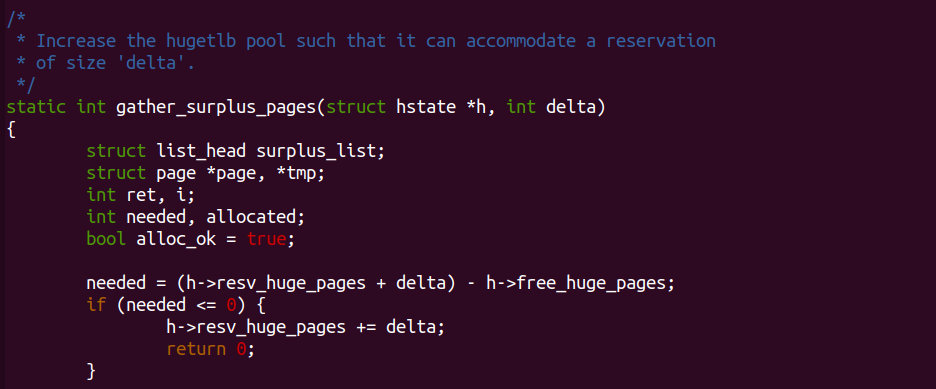 /*
 * Increase the hugetlb pool such that it can accommodate a reservation
 * of size 'delta'.
 */
static int gather_surplus_pages(struct hstate *h, int delta)
{
        struct list_head surplus_list;
        struct page *page, *tmp;
        int ret, i;
        int needed, allocated;
        bool alloc_ok = true;

        needed = (h->resv_huge_pages + delta) - h->free_huge_pages;
        if (needed <= 0) {
                h->resv_huge_pages += delta;
                return 0;
        }